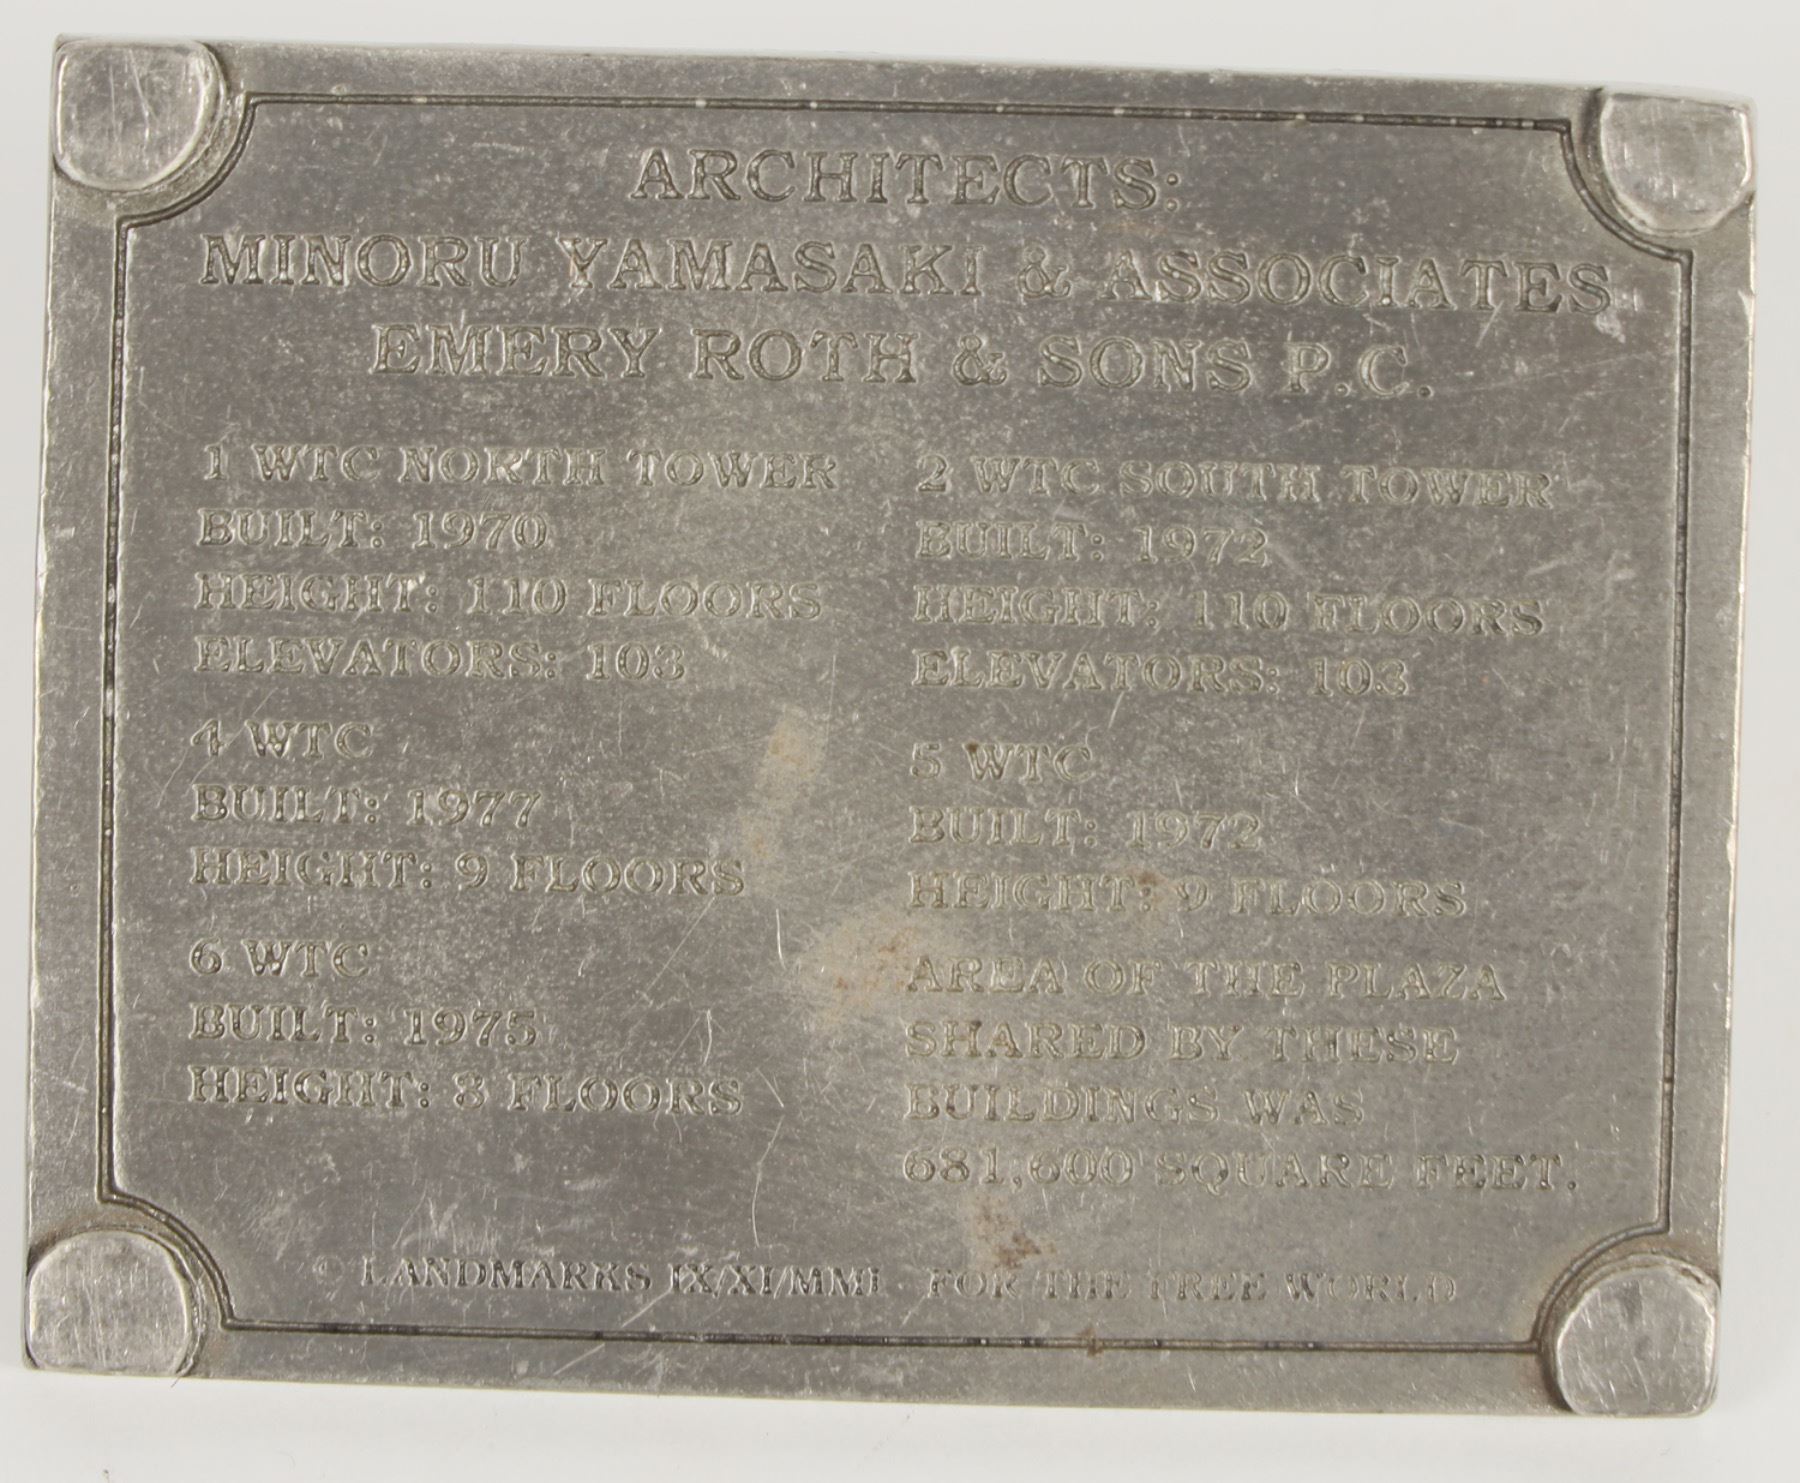 ARCHITECTS:
MINORU YAMASAKI & ASSOCIATES
EMERY ROTH & SONS P.C.
1 WTC NORTH TOWER
BUILT: 1970
HEIGHT: 110 FLOORS
ELEVATORS: 103
4 WTC
BUILT: 1977
HEIGHT: 9 FLOORS
6 WTC
BUILT: 1975
HEIGHT: 8 FLOORS
2 WTC SOUTH TOWER
BUILT: 1972
HEIGHT: 110 FLOORS
ELEVATORS: 103
5 WTC
BUILT: 1972
HEIGHT: 9 FLOORS
AREA OF THE PLAZA
SHARED BY THESE
BUILDINGS WAS
681,600 SQUARE FEET.
© LANDMARKS IX/XI/MMI · FOR THE FREE WORLD